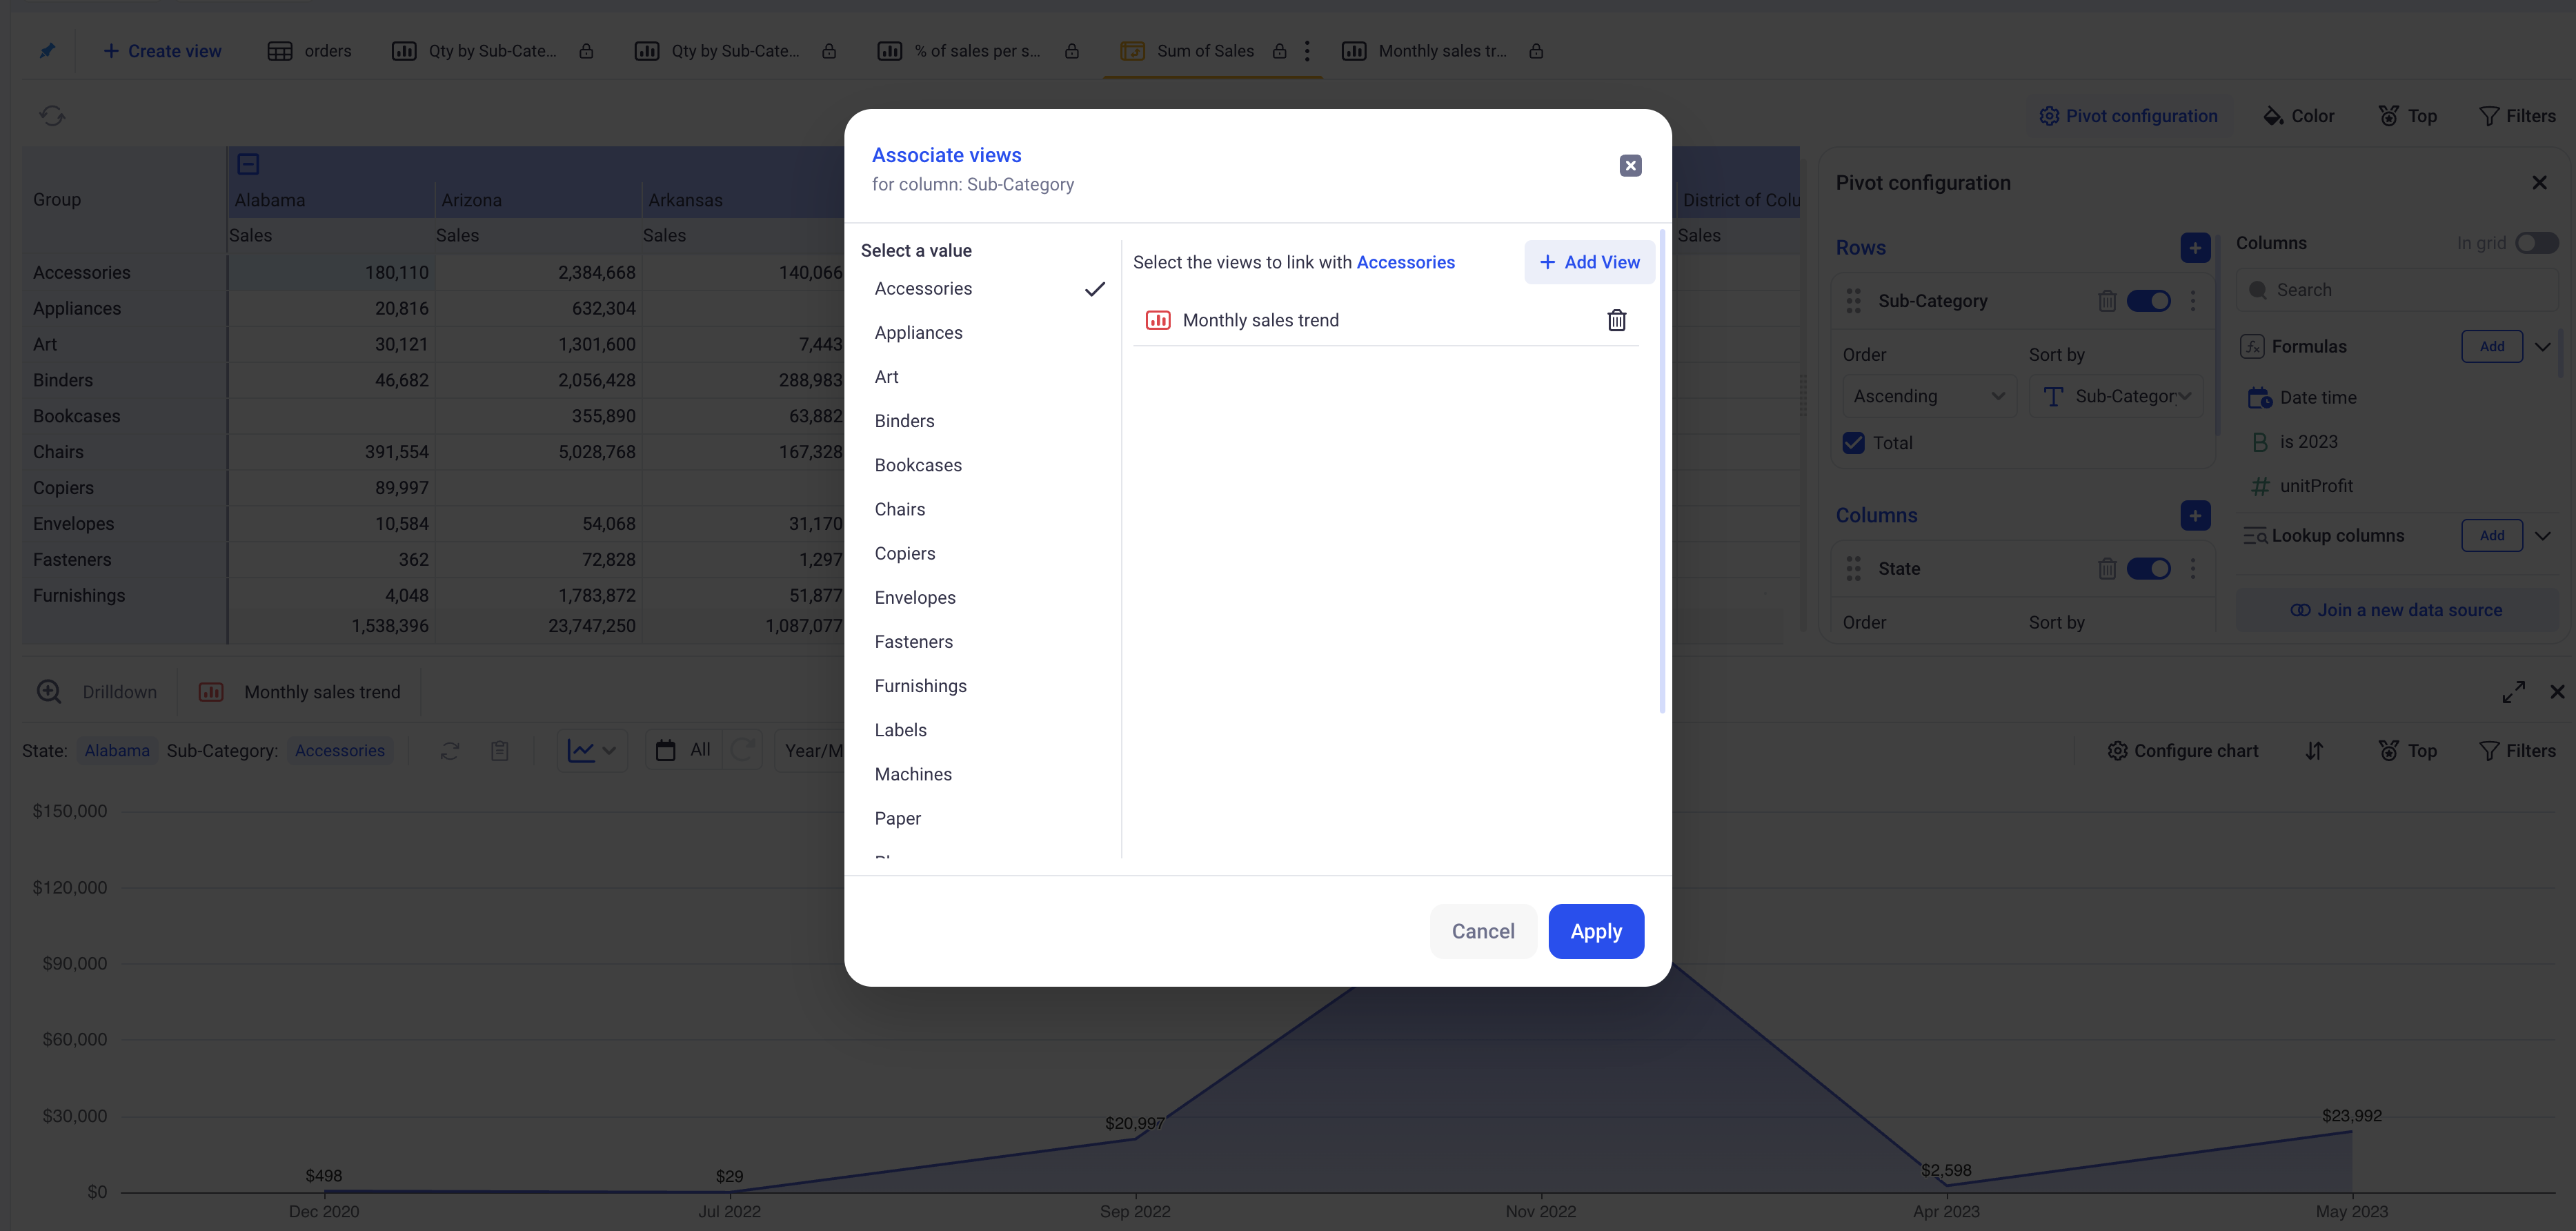 Create view
orders
Qty by Sub-Cate...
Qty by Sub-Cate...
% of sales per s...
Sum of Sales
Monthly sales tr...
Pivot configuration
Color
Top
Filters
Group
Alabama
Arizona
Arkansas
District of Colu
Sales
Sales
Sales
Sales
Accessories 180,110 2,384,668 140,066
Appliances 20,816 632,304
Art 30,121 1,301,600 7,443
Binders 46,682 2,056,428 288,983
Bookcases 355,890 63,882
Chairs 391,554 5,028,768 167,328
Copiers 89,997
Envelopes 10,584 54,068 31,170
Fasteners 362 72,828 1,297
Furnishings 4,048 1,783,872 51,877
1,538,396 23,747,250 1,087,077
Associate views
for column: Sub-Category
Select a value
Accessories
Appliances
Art
Binders
Bookcases
Chairs
Copiers
Envelopes
Fasteners
Furnishings
Labels
Machines
Paper
Select the views to link with Accessories
+ Add View
Monthly sales trend
Cancel
Apply
Pivot configuration
Rows
Sub-Category
Order
Sort by
Ascending
Sub-Categor
Total
Columns
State
Order
Sort by
Columns
In grid
Search
Formulas
Add
Date time
is 2023
unitProfit
Lookup columns
Add
Join a new data source
Drilldown
Monthly sales trend
State: Alabama Sub-Category: Accessories
All
Year/M
Configure chart
Top
Filters
$150,000
$120,000
$90,000
$60,000
$30,000
$0
$498
$29
$20,997
$2,598
$23,992
Dec 2020
Jul 2022
Sep 2022
Nov 2022
Apr 2023
May 2023